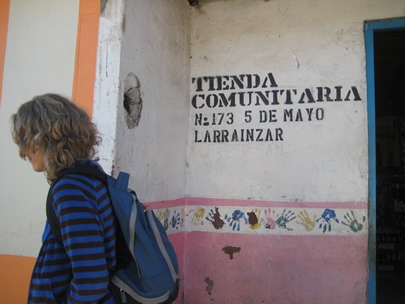 TIENDA
COMUNITARIA
No 173 5 DE MAYO
LARRAINZAR